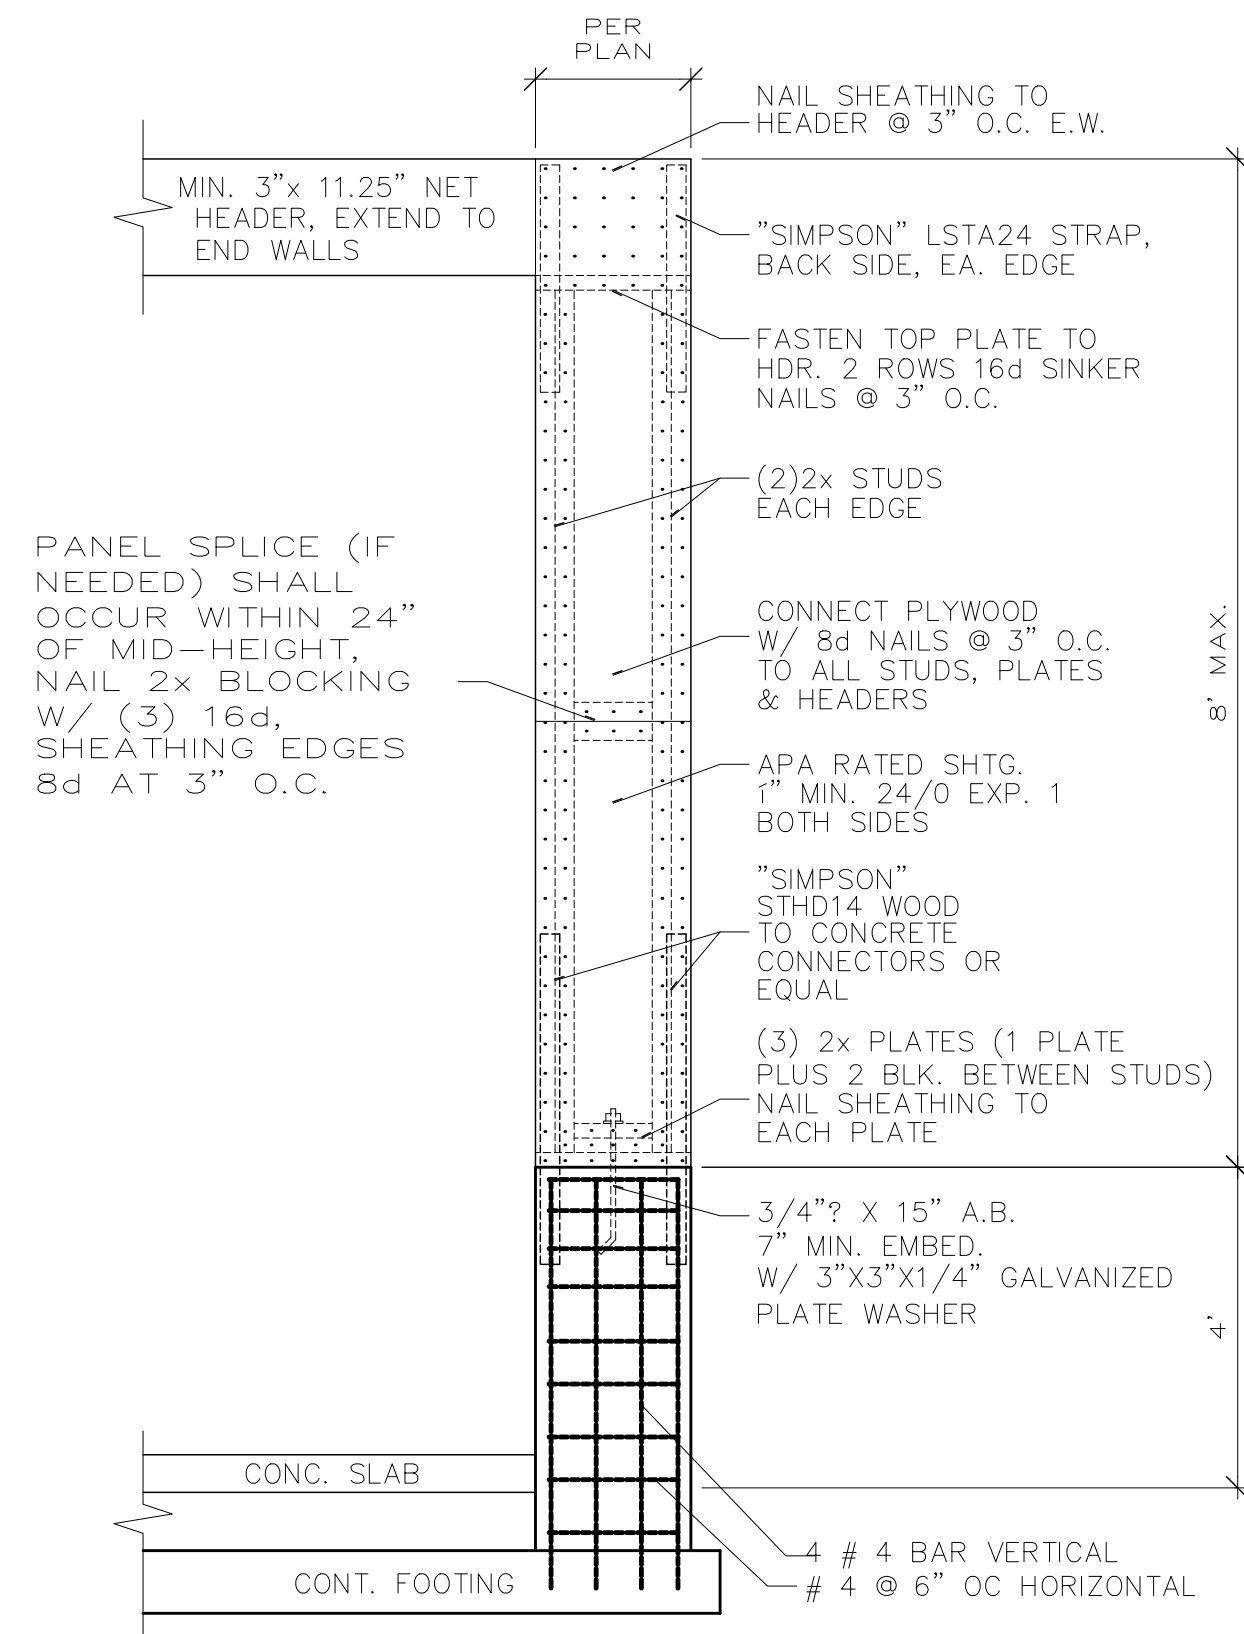 PER
PLAN
NAIL SHEATHING TO
HEADER @ 3" O.C. E.W.
MIN. 3"x 11.25" NET
HEADER, EXTEND TO
END WALLS
"SIMPSON" LSTA24 STRAP,
BACK SIDE, EA. EDGE
FASTEN TOP PLATE TO
HDR. 2 ROWS 16d SINKER
NAILS @ 3" O.C.
(2)2x STUDS
EACH EDGE
PANEL SPLICE (IF
NEEDED) SHALL
OCCUR WITHIN 24"
OF MID-HEIGHT,
NAIL 2x BLOCKING
W/ (3) 16d,
SHEATHING EDGES
8d AT 3" O.C.
CONNECT PLYWOOD
W/ 8d NAILS @ 3" O.C.
TO ALL STUDS, PLATES
& HEADERS
8' MAX.
APA RATED SHTG.
1" MIN. 24/0 EXP. 1
BOTH SIDES
"SIMPSON"
STHD14 WOOD
TO CONCRETE
CONNECTORS OR
EQUAL
(3) 2x PLATES (1 PLATE
PLUS 2 BLK. BETWEEN STUDS)
NAIL SHEATHING TO
EACH PLATE
3/4"? X 15" A.B.
7" MIN. EMBED.
W/ 3"X3"X1/4" GALVANIZED
PLATE WASHER
4'
CONC. SLAB
4 # 4 BAR VERTICAL
# 4 @ 6" OC HORIZONTAL
CONT. FOOTING